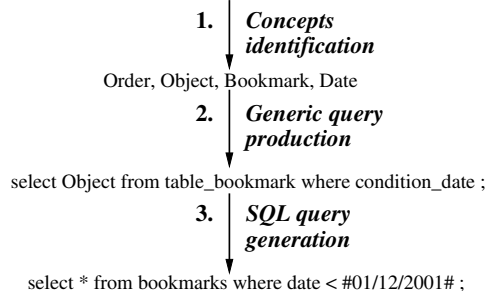 1. Concepts
identification
Order, Object, Bookmark, Date
2. Generic query
production
select Object from table_bookmark where condition_date ;
3. SQL query
generation
select * from bookmarks where date < #01/12/2001# ;